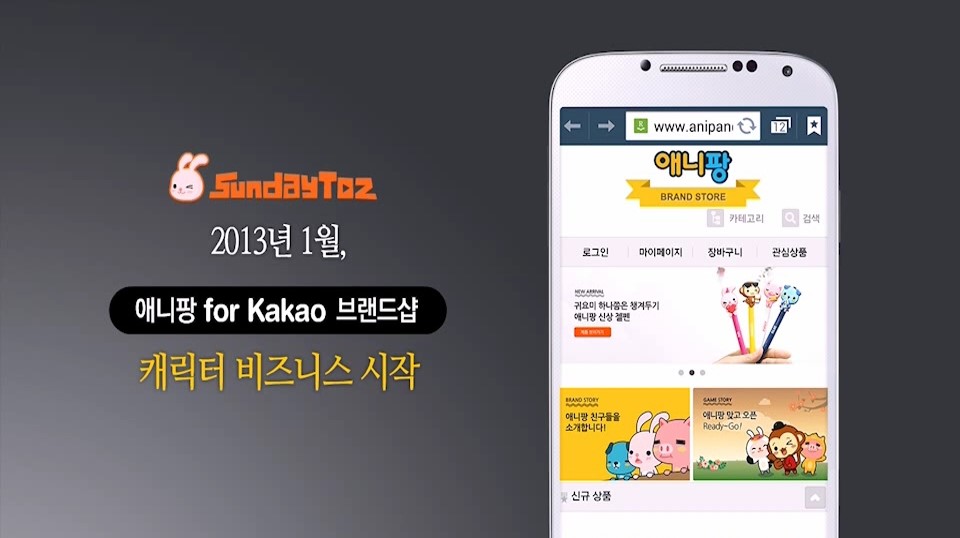 SundayToz
2013년 1월,
애니팡 for Kakao 브랜드샵
캐릭터 비즈니스 시작
www.anipan
12
애니팡
BRAND STORE
카테고리
검색
로그인 마이페이지 장바구니 관심상품
NEW ARRIVAL
귀요미 하나쯤은 챙겨두기
애니팡 신상 젤펜
BRAND STORY
애니팡 친구들을
소개합니다!
GAME STORY
애니팡 맞고 오픈
Ready~Go!
신규 상품